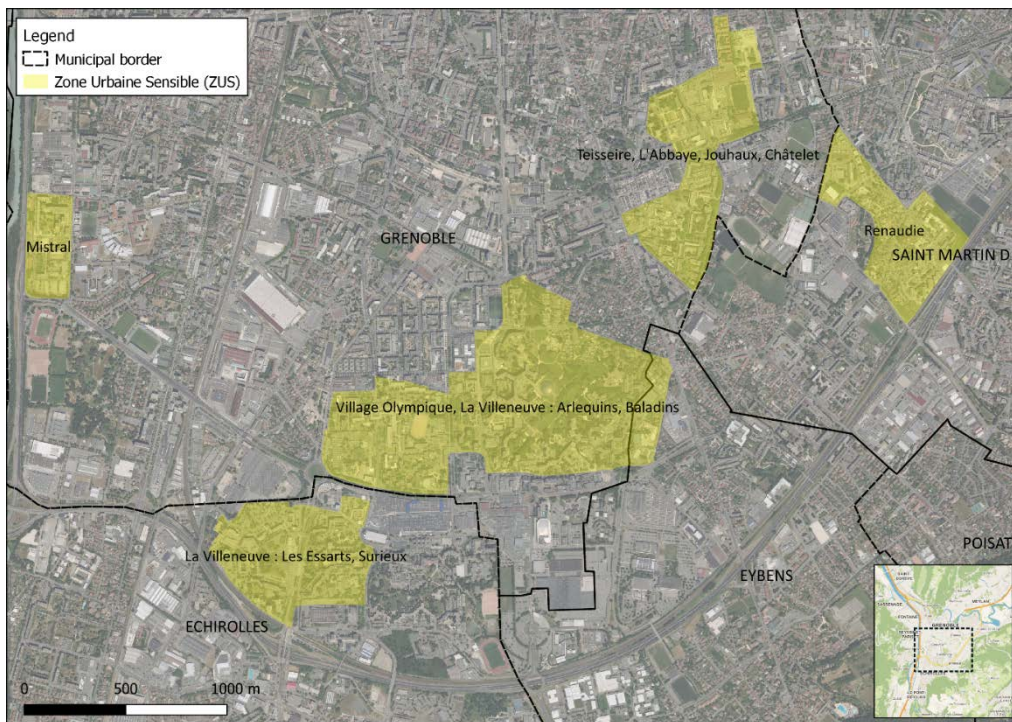 Legend
Municipal border
Zone Urbaine Sensible (ZUS)
Teisseire, L'Abbaye, Jouhaux, Châtelet
Mistral
GRENOBLE
Renaudie
SAINT MARTIN D
Village Olympique, La Villeneuve : Arlequins, Baladins
La Villeneuve : Les Essarts, Surieux
POISAT
EYBENS
ECHIROLLES
0 500 1000 m
GRENOBLE